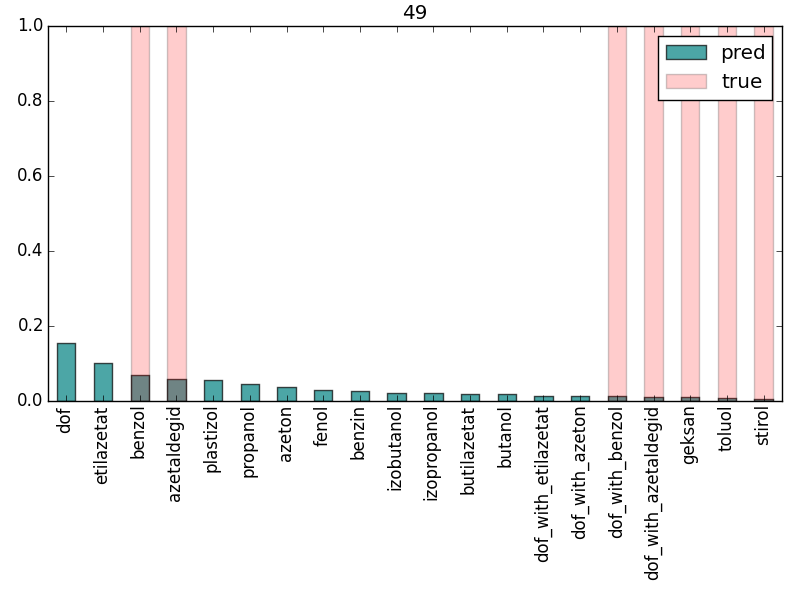 49
1.0
0.8
0.6
0.4
0.2
0.0
pred
true
dof
etilazetat
benzol
azetaldegid
plastizol
propanol
azeton
fenol
benzin
izobutanol
izopropanol
butilazetat
butanol
dof_with_etilazetat
dof_with_azeton
dof_with_benzol
dof_with_azetaldegid
geksan
toluol
stirol